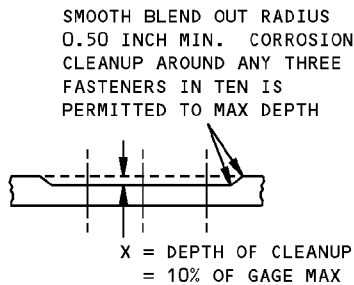 SMOOTH BLEND OUT RADIUS
0.50 INCH MIN. CORROSION
CLEANUP AROUND ANY THREE
FASTENERS IN TEN IS
PERMITTED TO MAX DEPTH
X = DEPTH OF CLEANUP
= 10% OF GAGE MAX